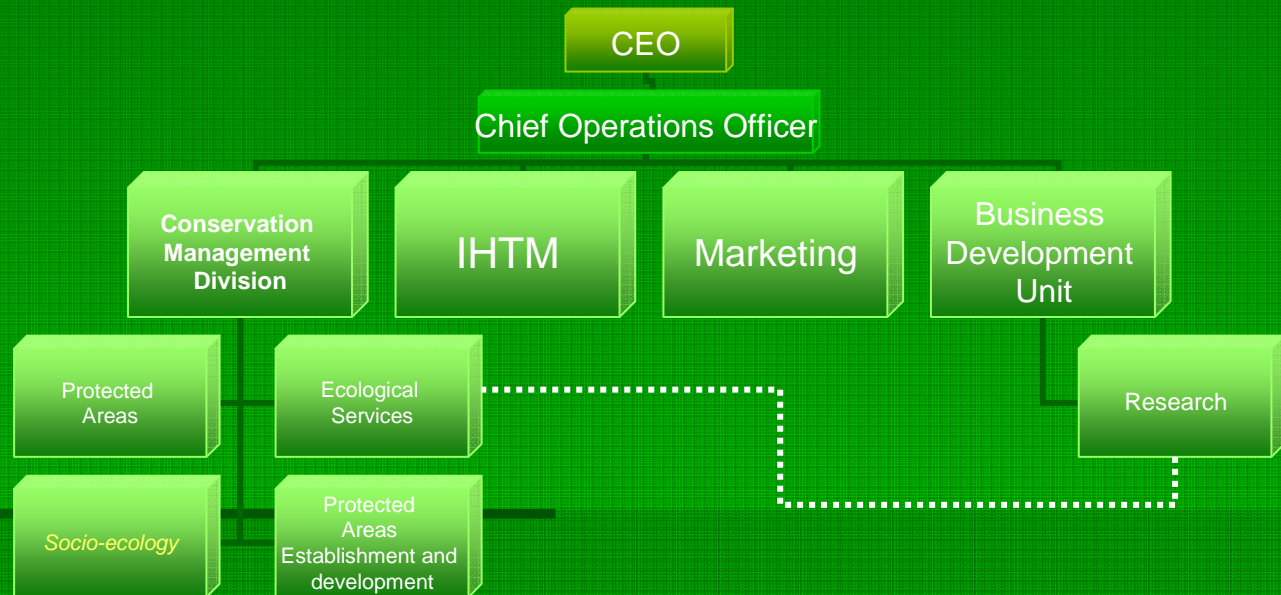 CEO
Chief Operations Officer
Conservation
Management
Division
IHTM
Marketing
Business
Development
Unit
Protected
Areas
Ecological
Services
Research
Socio-ecology
Protected
Areas
Establishment and
development